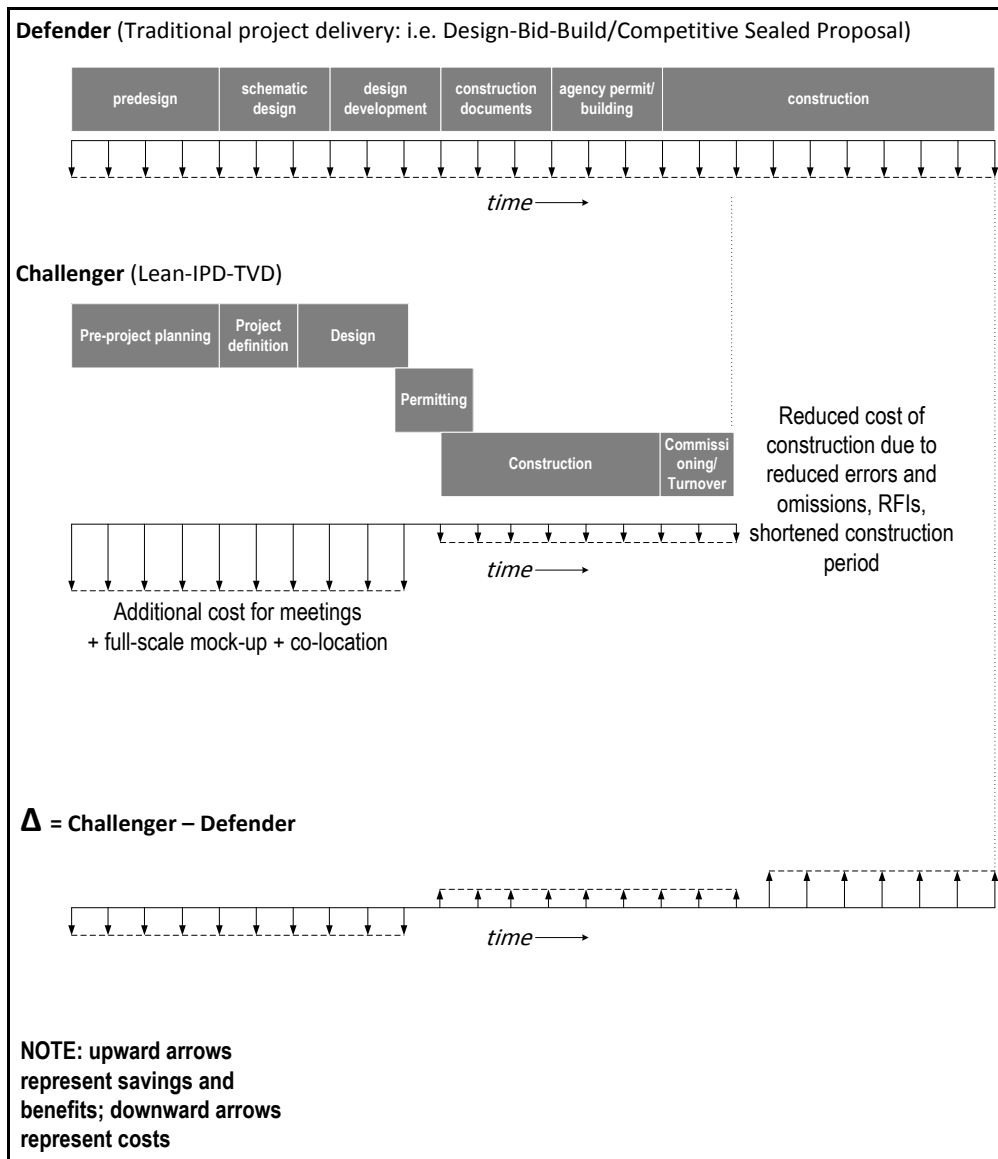 Defender (Traditional project delivery: i.e. Design-Bid-Build/Competitive Sealed Proposal)
predesign
schematic
design
design
development
construction
documents
agency permit/
building
construction
time
Challenger (Lean-IPD-TVD)
Pre-project planning
Project
definition
Design
Permitting
Construction
Commissi
oning/
Turnover
Reduced cost of
construction due to
reduced errors and
omissions, RFIs,
shortened construction
period
time
Additional cost for meetings
+ full-scale mock-up + co-location
Δ = Challenger – Defender
time
NOTE: upward arrows
represent savings and
benefits; downward arrows
represent costs